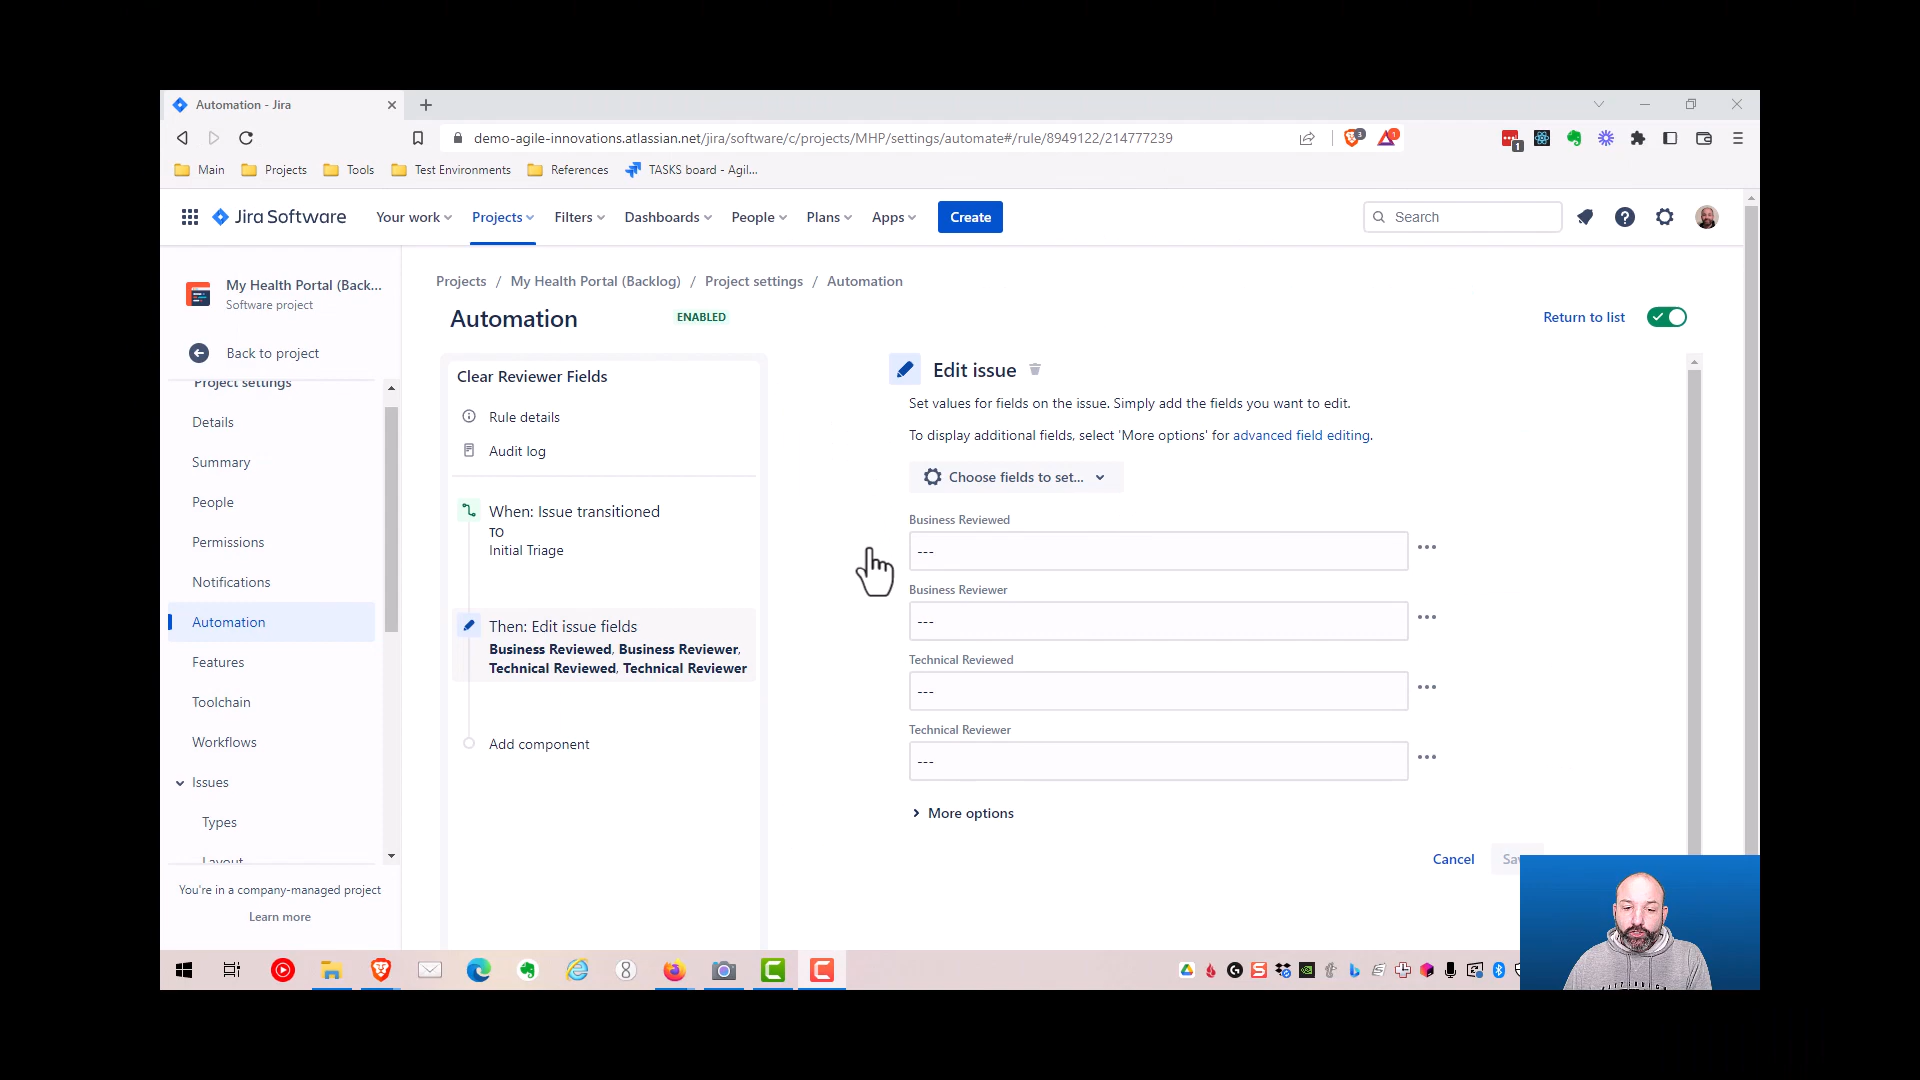 Automation - Jira
demo-agile-innovations.atlassian.net/jira/software/c/projects/MHP/settings/automate#/rule/8949122/214777239
3
1
1
Main
Projects
Tools
Test Environments
References
TASKS board - Agil...
Jira Software
Your work
Projects
Filters
Dashboards
People
Plans
Apps
Create
Search
My Health Portal (Back...
Software project
Back to project
Project settings
Details
Summary
People
Permissions
Notifications
Automation
Features
Toolchain
Workflows
Issues
Types
Layout
You're in a company-managed project
Learn more
Projects / My Health Portal (Backlog) / Project settings / Automation
Automation
ENABLED
Return to list
Clear Reviewer Fields
Rule details
Audit log
When: Issue transitioned
TO
Initial Triage
Then: Edit issue fields
Business Reviewed, Business Reviewer,
Technical Reviewed, Technical Reviewer
Add component
Edit issue
Set values for fields on the issue. Simply add the fields you want to edit.
To display additional fields, select 'More options' for advanced field editing.
Choose fields to set...
Business Reviewed
---
Business Reviewer
---
Technical Reviewed
---
Technical Reviewer
---
More options
Cancel